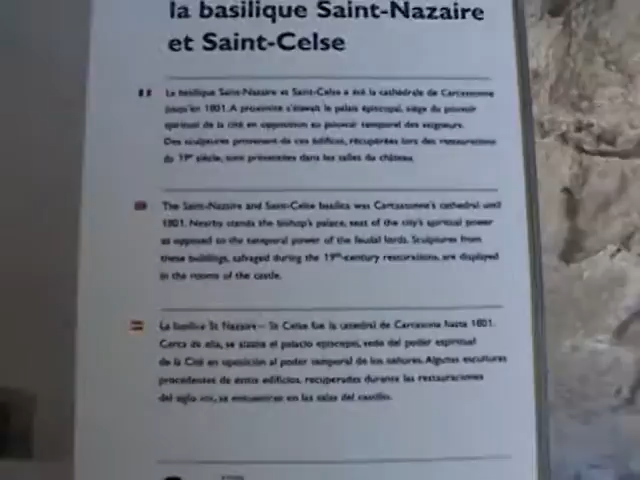 la basilique Saint-Nazaire
et Saint-Celse
La basilique Saint-Nazaire et Saint-Celse a été la cathédrale de Carcassonne
jusqu'en 1801. A proximité s'élevait le palais épiscopal, siège du pouvoir
spirituel de la cité en opposition au pouvoir temporel des seigneurs.
Des sculptures provenant de ces édifices, récupérées lors des restaurations
du 19e siècle, sont présentées dans les salles du château.
The Saint-Nazaire and Saint-Celse basilica was Carcassonne's cathedral until
1801. Nearby stands the bishop's palace, seat of the city's spiritual power
as opposed to the temporal power of the feudal lords. Sculptures from
these buildings, salvaged during the 19th-century restorations, are displayed
in the rooms of the castle.
La basílica St Nazaire – St Celse fue la catedral de Carcasona hasta 1801.
Cerca de ella, se situaba el palacio episcopal, sede del poder espiritual
de la Cité en oposición al poder temporal de los señores. Algunas esculturas
procedentes de estos edificios, recuperadas durante las restauraciones
del siglo XIX, se encuentran en las salas del castillo.